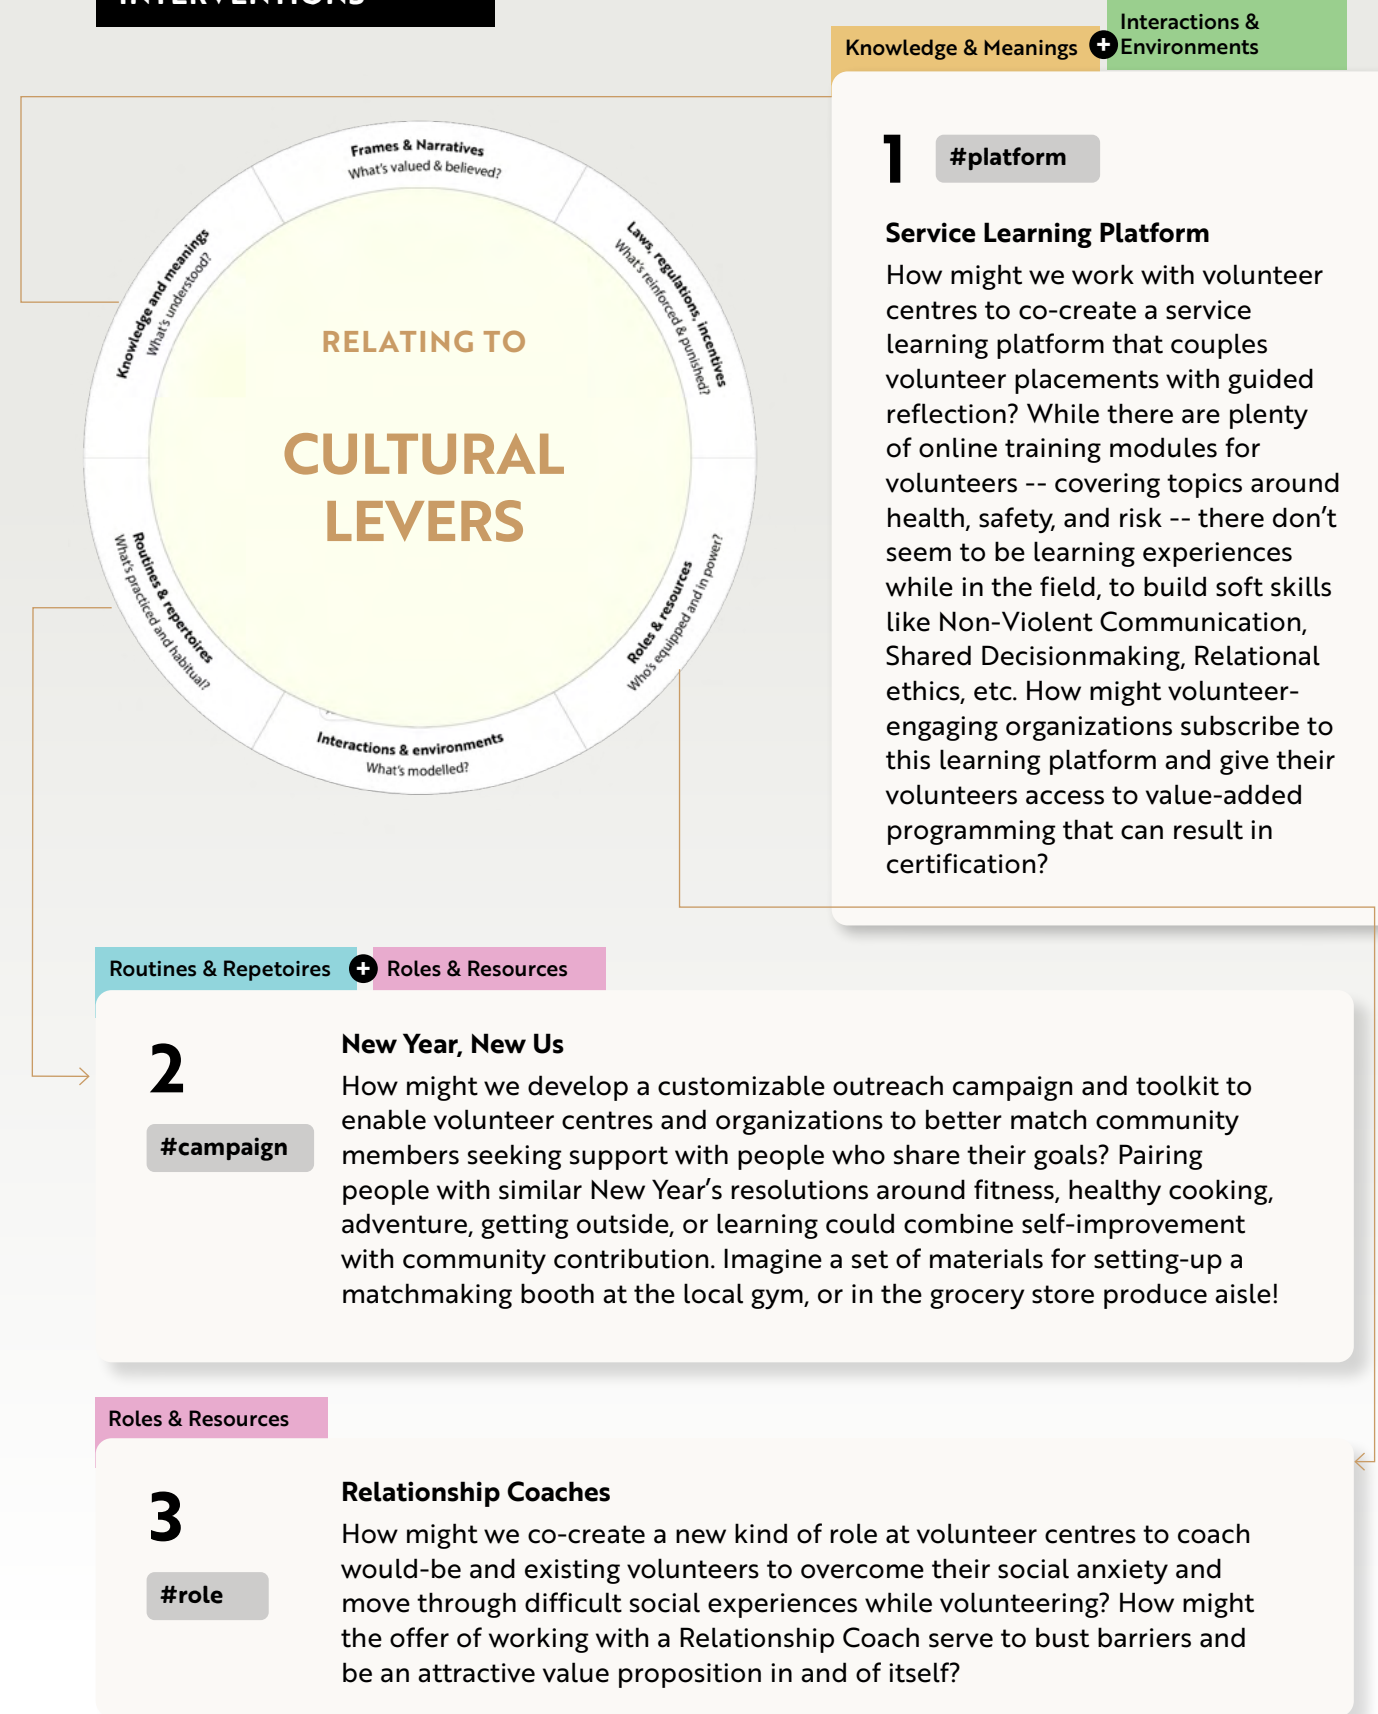 INTERVENTIONS
Knowledge & Meanings
+
Interactions &
Environments
Frames & Narratives
What's valued & believed?
Laws, regulations, incentives
What's reinforced & punished?
Roles & resources
Who's equipped and in power?
Interactions & environments
What's modelled?
Routines & repertoires
What's practiced and habitual?
Knowledge and meanings
What's understood?
RELATING TO
CULTURAL
LEVERS
1
#platform
Service Learning Platform
How might we work with volunteer
centres to co-create a service
learning platform that couples
volunteer placements with guided
reflection? While there are plenty
of online training modules for
volunteers -- covering topics around
health, safety, and risk -- there don't
seem to be learning experiences
while in the field, to build soft skills
like Non-Violent Communication,
Shared Decisionmaking, Relational
ethics, etc. How might volunteer-
engaging organizations subscribe to
this learning platform and give their
volunteers access to value-added
programming that can result in
certification?
Routines & Repetoires
+
Roles & Resources
2
#campaign
New Year, New Us
How might we develop a customizable outreach campaign and toolkit to
enable volunteer centres and organizations to better match community
members seeking support with people who share their goals? Pairing
people with similar New Year's resolutions around fitness, healthy cooking,
adventure, getting outside, or learning could combine self-improvement
with community contribution. Imagine a set of materials for setting-up a
matchmaking booth at the local gym, or in the grocery store produce aisle!
Roles & Resources
3
#role
Relationship Coaches
How might we co-create a new kind of role at volunteer centres to coach
would-be and existing volunteers to overcome their social anxiety and
move through difficult social experiences while volunteering? How might
the offer of working with a Relationship Coach serve to bust barriers and
be an attractive value proposition in and of itself?